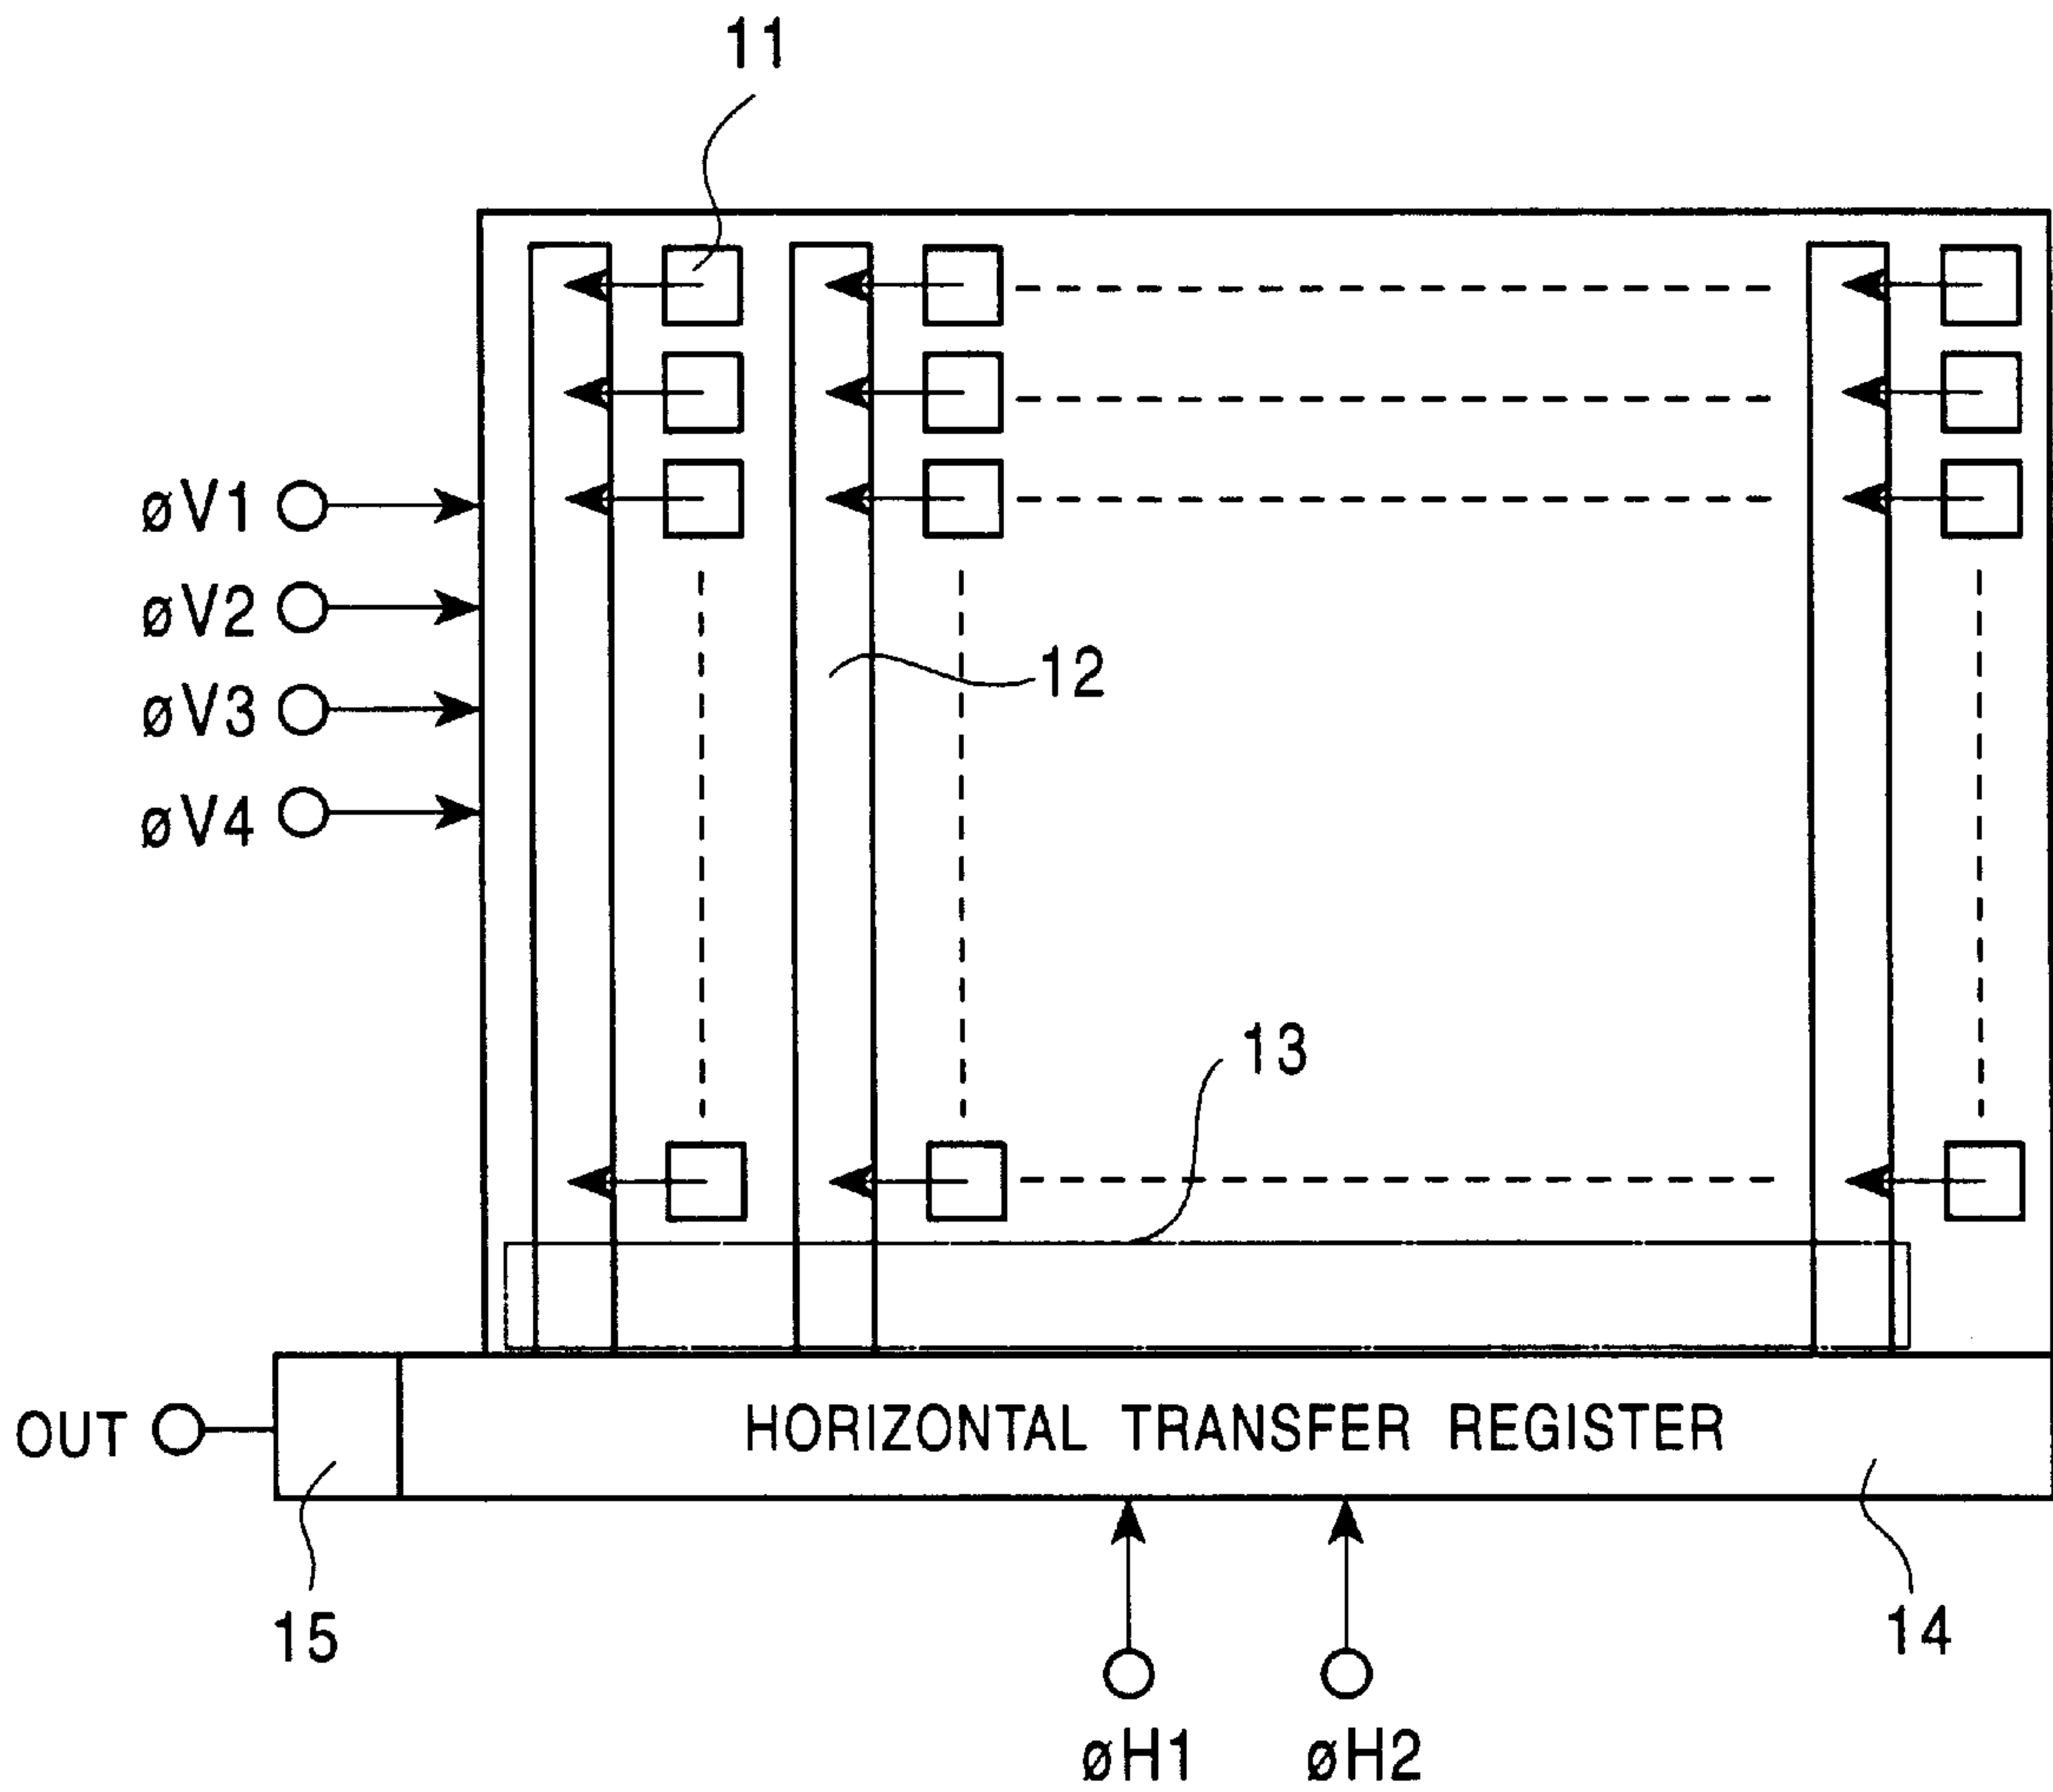 11
øV1
øV2
12
øV3
øV4
13
OUT
HORIZONTAL TRANSFER REGISTER
15
14
øH1
øH2